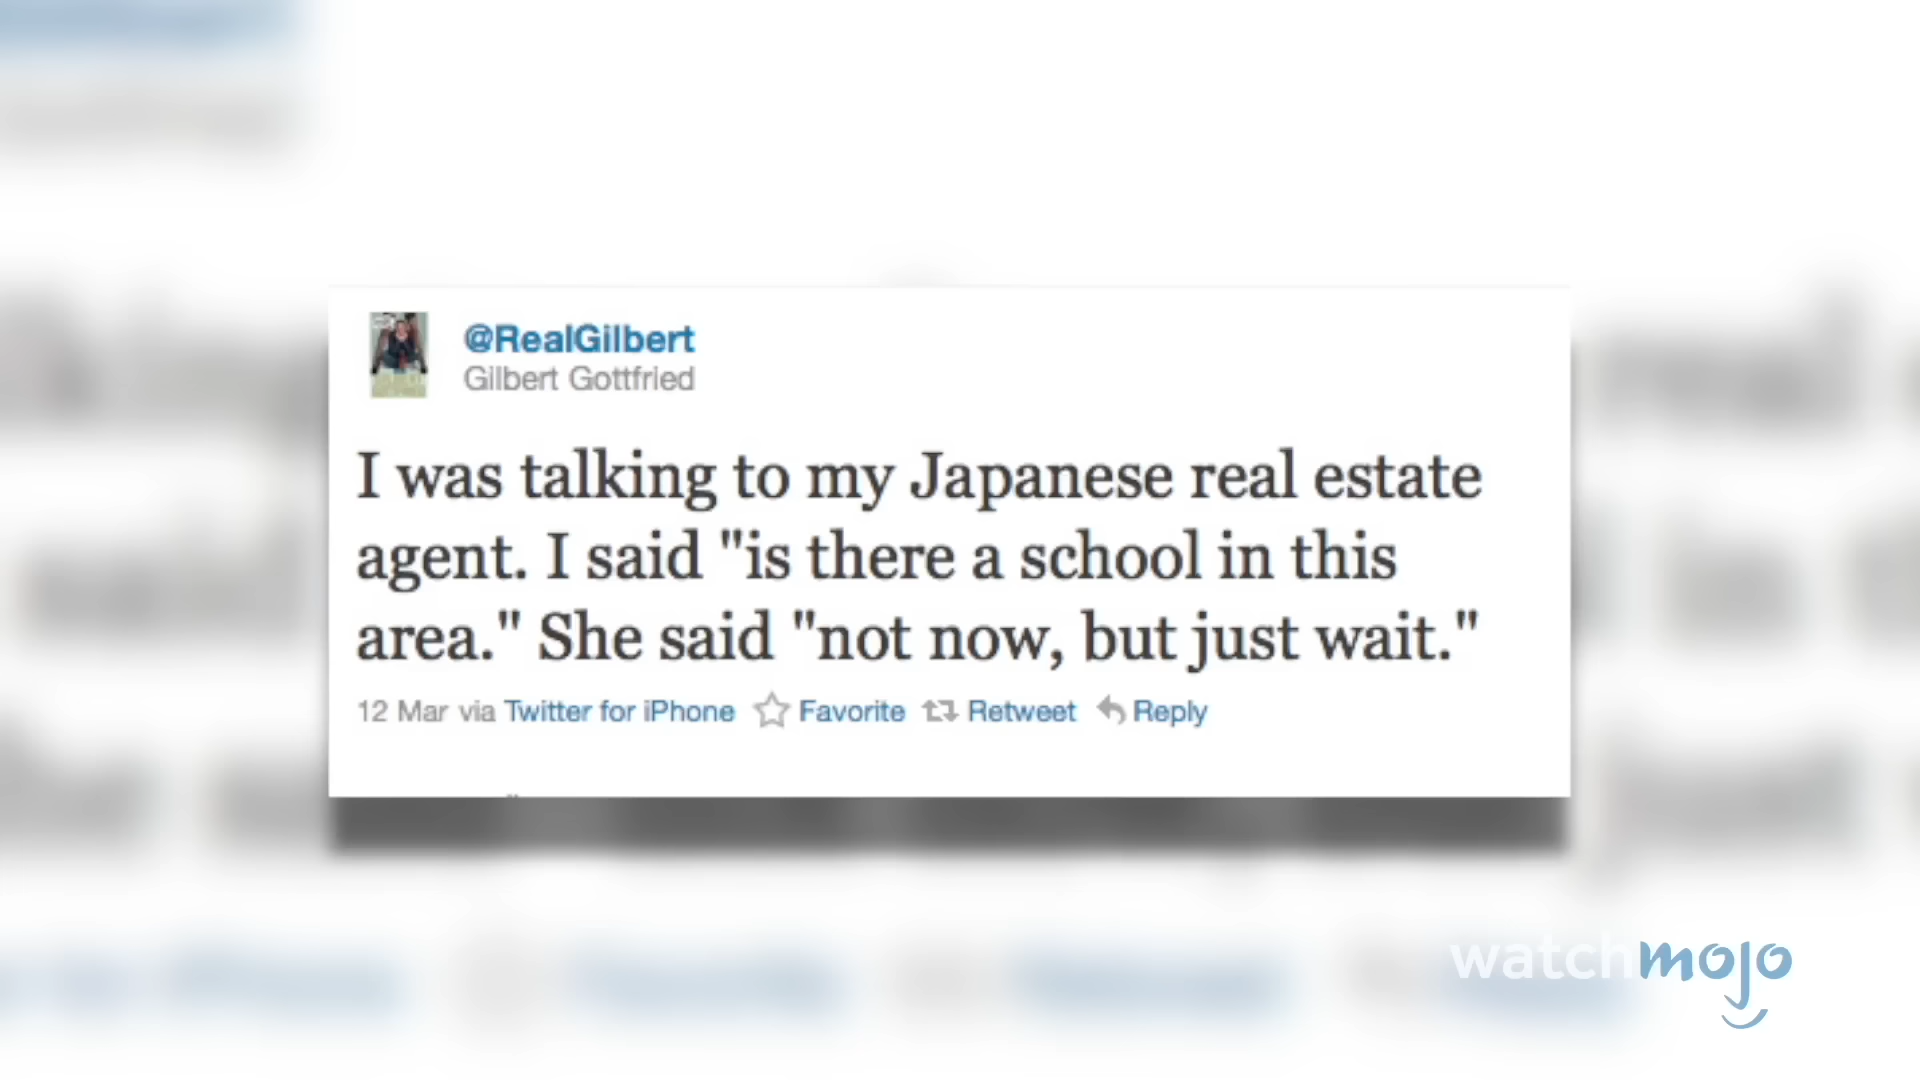 @RealGilbert
Gilbert Gottfried
I was talking to my Japanese real estate
agent. I said "is there a school in this
area." She said "not now, but just wait."
12 Mar via Twitter for iPhone Favorite Retweet Reply
watchmojo